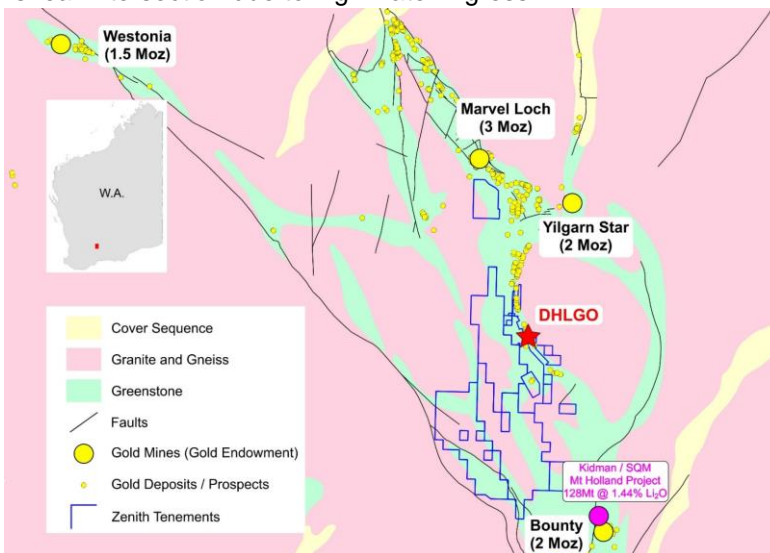 Westonia
(1.5 Moz)
Marvel Loch
(3 Moz)
W.A.
Yilgarn Star
(2 Moz)
DHLGO
Cover Sequence
Granite and Gneiss
Greenstone
Faults
Gold Mines (Gold Endowment)
Gold Deposits / Prospects
Zenith Tenements
Kidman / SQM
Mt Holland Project
128Mt @ 1.44% Li₂O
Bounty
(2 Moz)